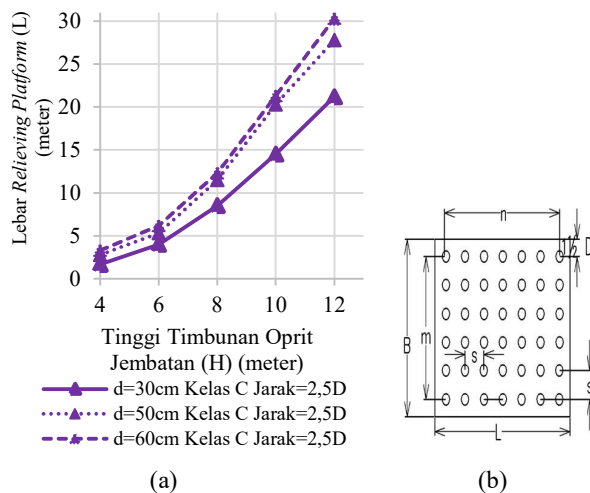 30
25
20
15
10
5
0
Lebar Relieving Platform (L)
(meter)
4 6 8 10 12
Tinggi Timbunan Oprit
Jembatan (H) (meter)
d=30cm Kelas C Jarak=2,5D
d=50cm Kelas C Jarak=2,5D
d=60cm Kelas C Jarak=2,5D
(a)
n
D
m
B
s
L
(b)